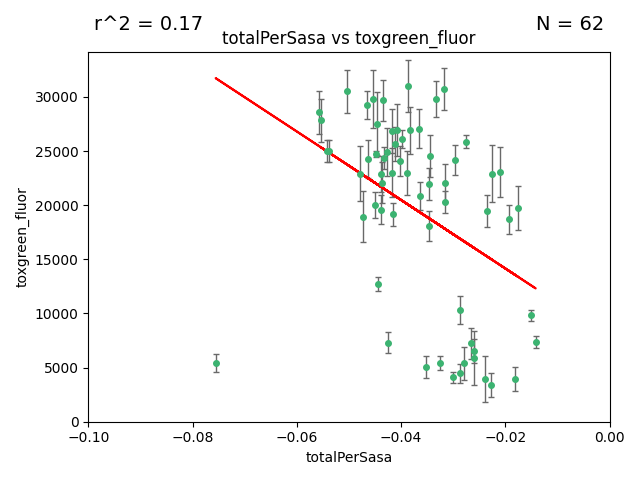 r^2 = 0.17
N = 62
totalPerSasa vs toxgreen_fluor
30000
25000
20000
15000
10000
5000
0
toxgreen_fluor
−0.10
−0.08
−0.06
−0.04
−0.02
0.00
totalPerSasa